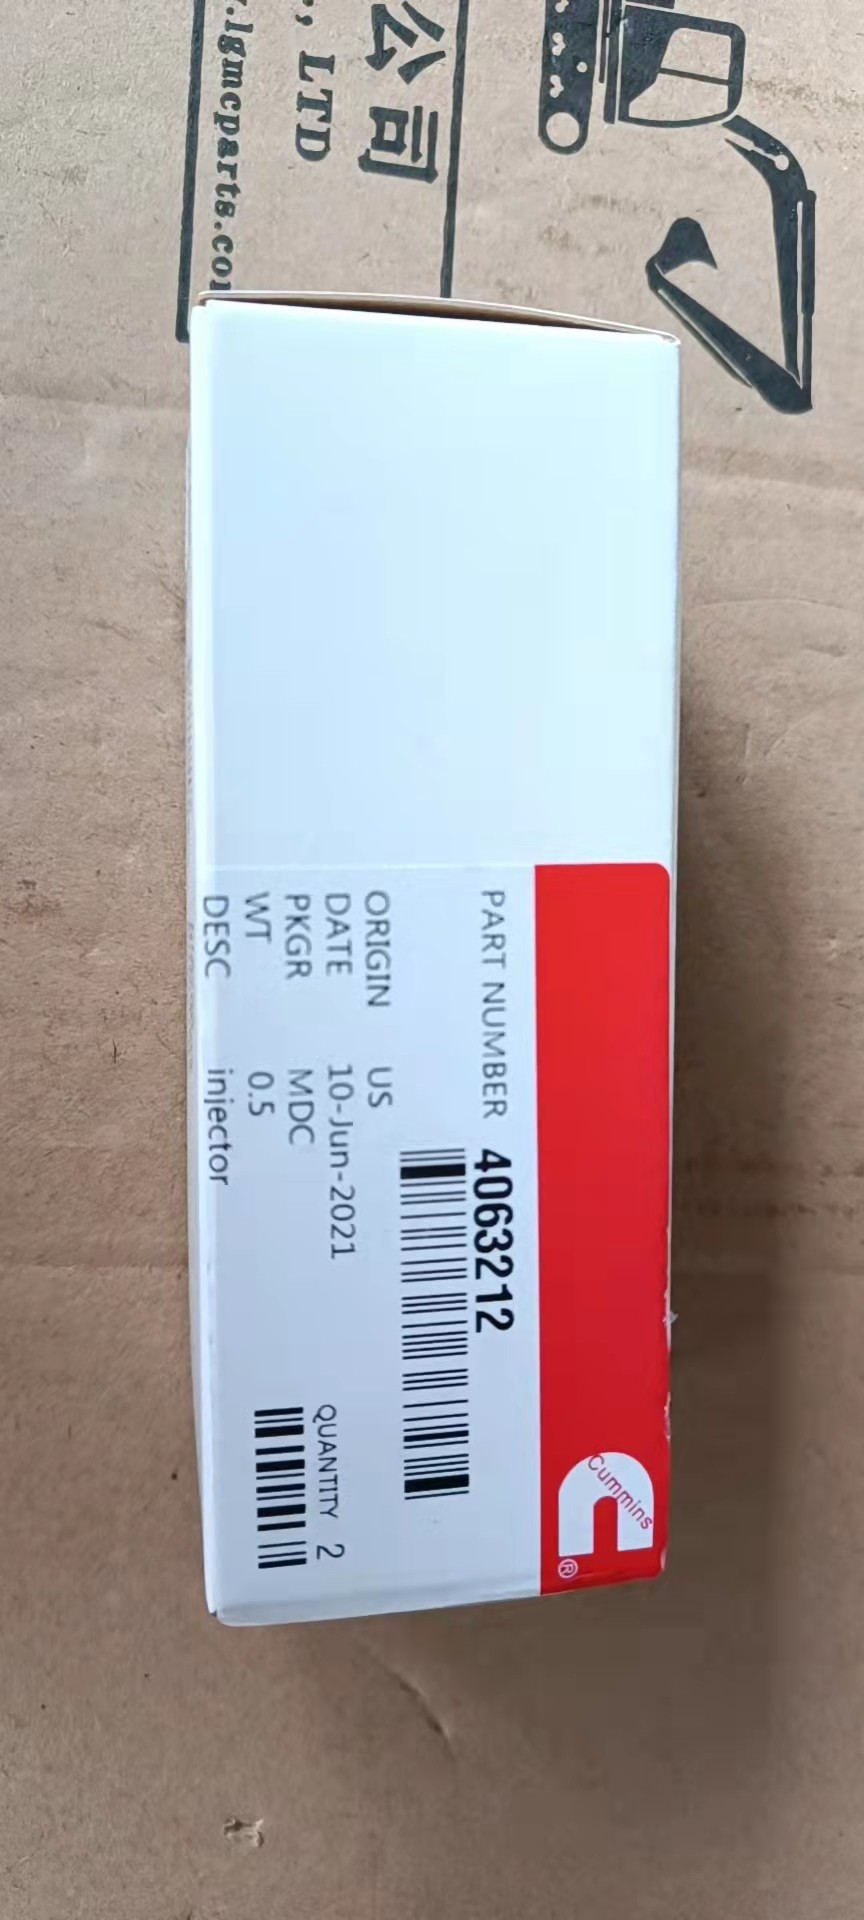 公司
., LTD
.lgmcparts.co
Cummins
®
PART NUMBER 4063212
ORIGIN US
DATE 10-Jun-2021
PKGR MDC
QUANTITY 2
WT 0.5
DESC injector